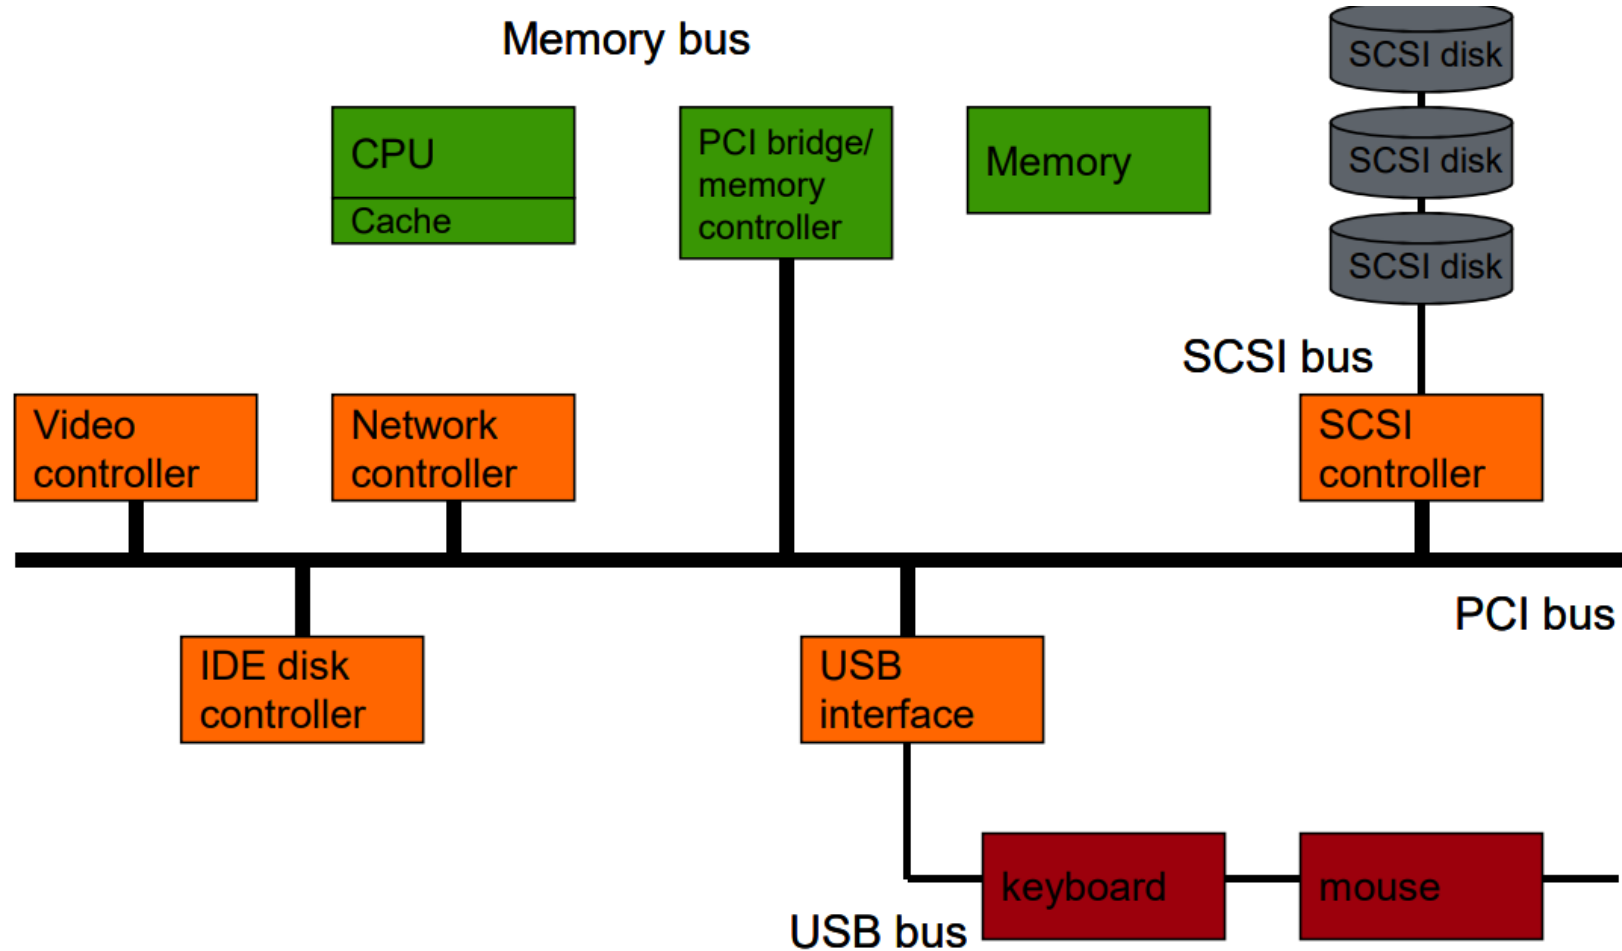 Memory bus
SCSI disk
CPU
Cache
PCI bridge/
memory
controller
Memory
SCSI disk
SCSI disk
SCSI bus
Video
controller
Network
controller
SCSI
controller
PCI bus
IDE disk
controller
USB
interface
keyboard
mouse
USB bus